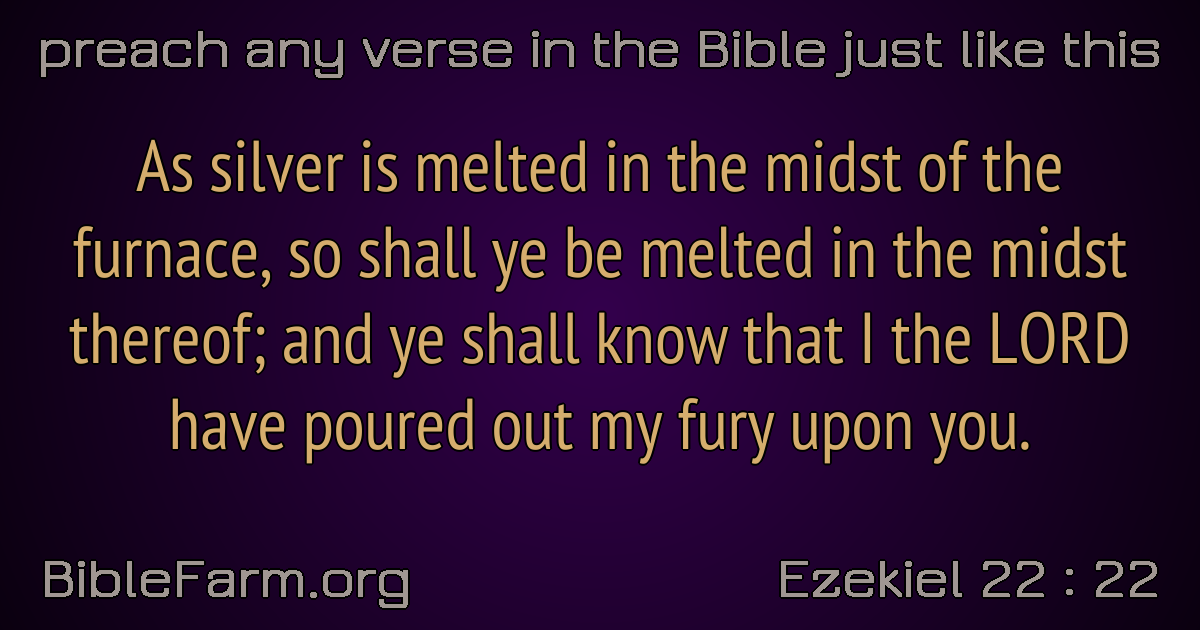 preach any verse in the Bible just like this
As silver is melted in the midst of the
furnace, so shall ye be melted in the midst
thereof; and ye shall know that I the LORD
have poured out my fury upon you.
BibleFarm.org
Ezekiel 22 : 22